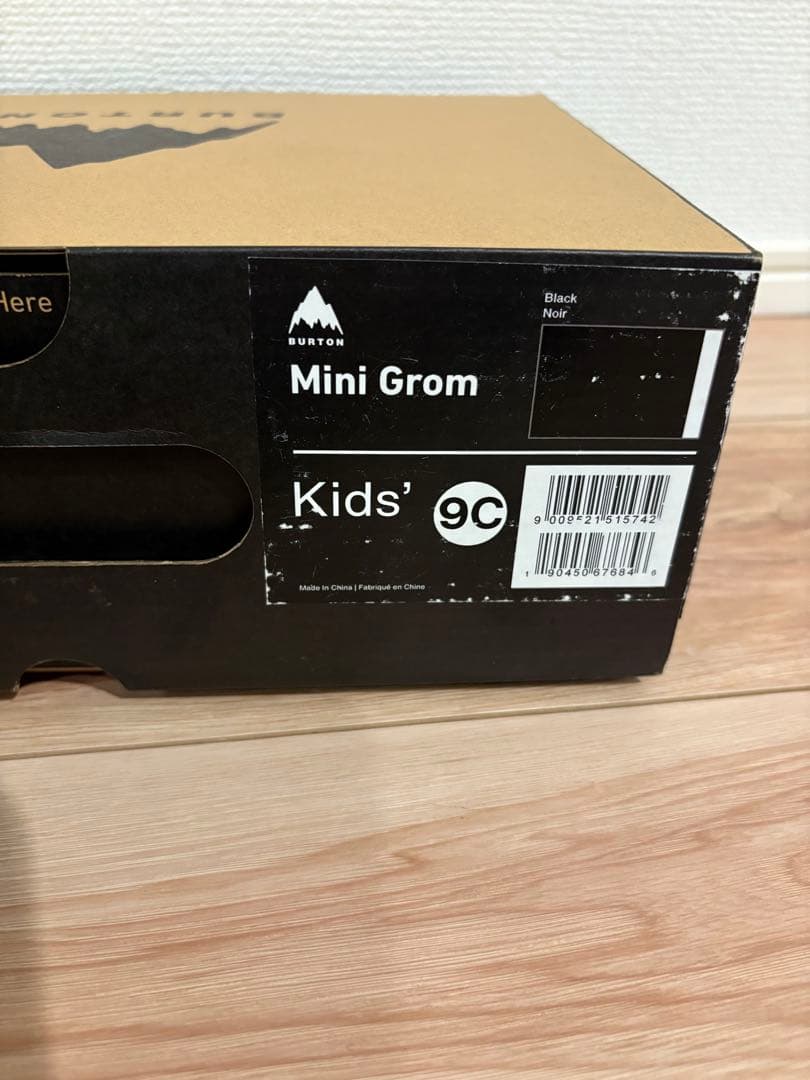 BURTON
Here
BURTON
Mini Grom
Black
Noir
Kids' 9C
9 009521 515742
1 90450 67684 6
Made In China | Fabriqué en Chine